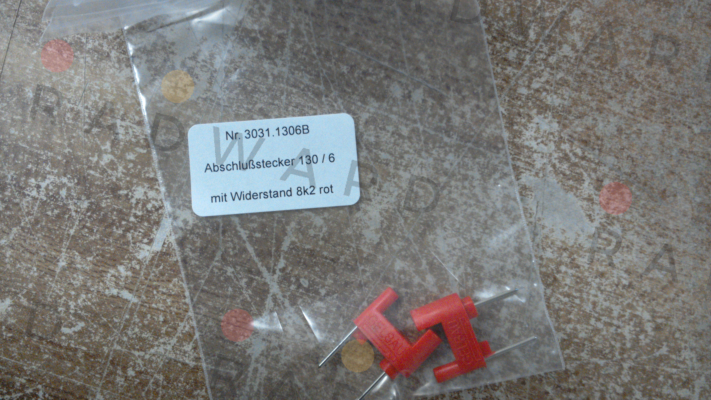 Nr. 3031.1306B
Abschlußstecker 130 / 6
mit Widerstand 8k2 rot